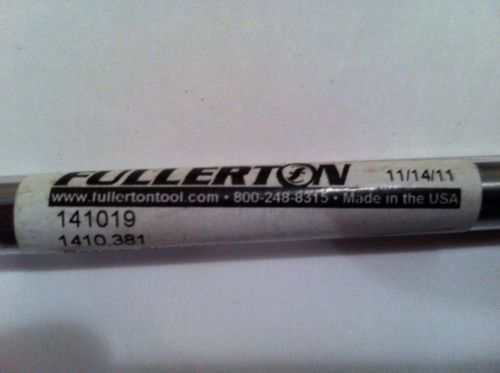 FULLERTON 11/14/11
www.fullertontool.com • 800-248-8315 • Made in the USA
141019
1410.381